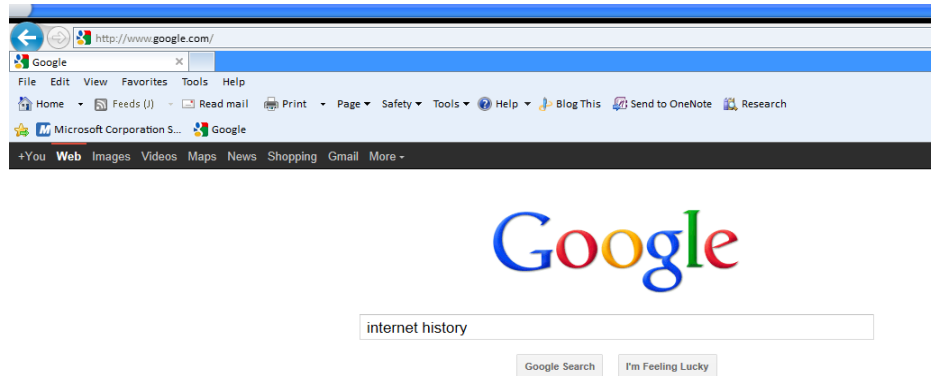 http://www.google.com/
Google
File Edit View Favorites Tools Help
Home Feeds (J) Read mail Print Page Safety Tools Help Blog This Send to OneNote Research
Microsoft Corporation S... Google
+You Web Images Videos Maps News Shopping Gmail More
Google
internet history
Google Search I'm Feeling Lucky